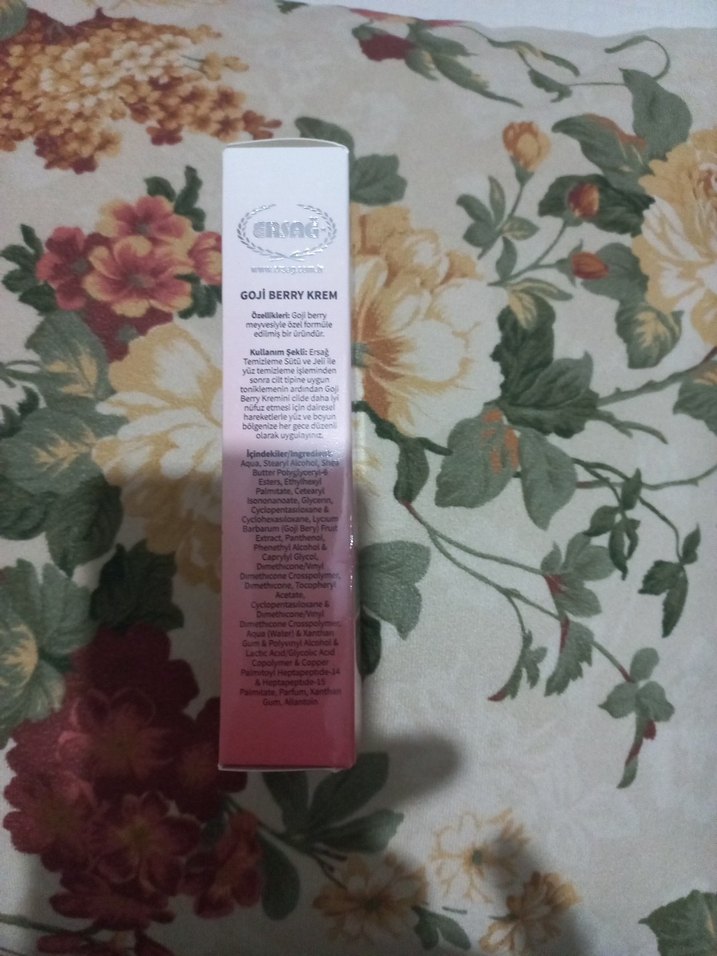 ERSAĞ
www.ersag.com.tr
GOJİ BERRY KREM
Özellikleri: Goji berry
meyvesiyle özel formüle
edilmiş bir üründür.
Kullanım Şekli: Ersağ
Temizleme Sütü ve Jeli ile
yüz temizleme işleminden
sonra cilt tipine uygun
toniklemenin ardından Goji
Berry Kremini cilde daha iyi
nüfuz etmesi için dairesel
hareketlerle yüz ve boyun
bölgenize her gece düzenli
olarak uygulayınız.
İçindekiler/Ingredient:
Aqua, Stearyl Alcohol, Shea
Butter Polyglyceryl-6
Esters, Ethylhexyl
Palmitate, Cetearyl
Isononanoate, Glycerin,
Cyclopentasiloxane &
Cyclohexasiloxane, Lycium
Barbarum (Goji Bery) Fruit
Extract, Panthenol,
Phenethyl Alcohol &
Caprylyl Glycol,
Dimethicone/Vinyl
Dimethicone Crosspolymer,
Dimethicone, Tocopheryl
Acetate,
Cyclopentasiloxane &
Dimethicone/Vinyl
Dimethicone Crosspolymer,
Aqua (Water) & Xanthan
Gum & Polyvinyl Alcohol &
Lactic Acid/Glycolic Acid
Copolymer & Copper
Palmitoyl Heptapeptide-14
& Heptapeptide-15
Palmitate, Parfum, Xanthan
Gum, Allantoin